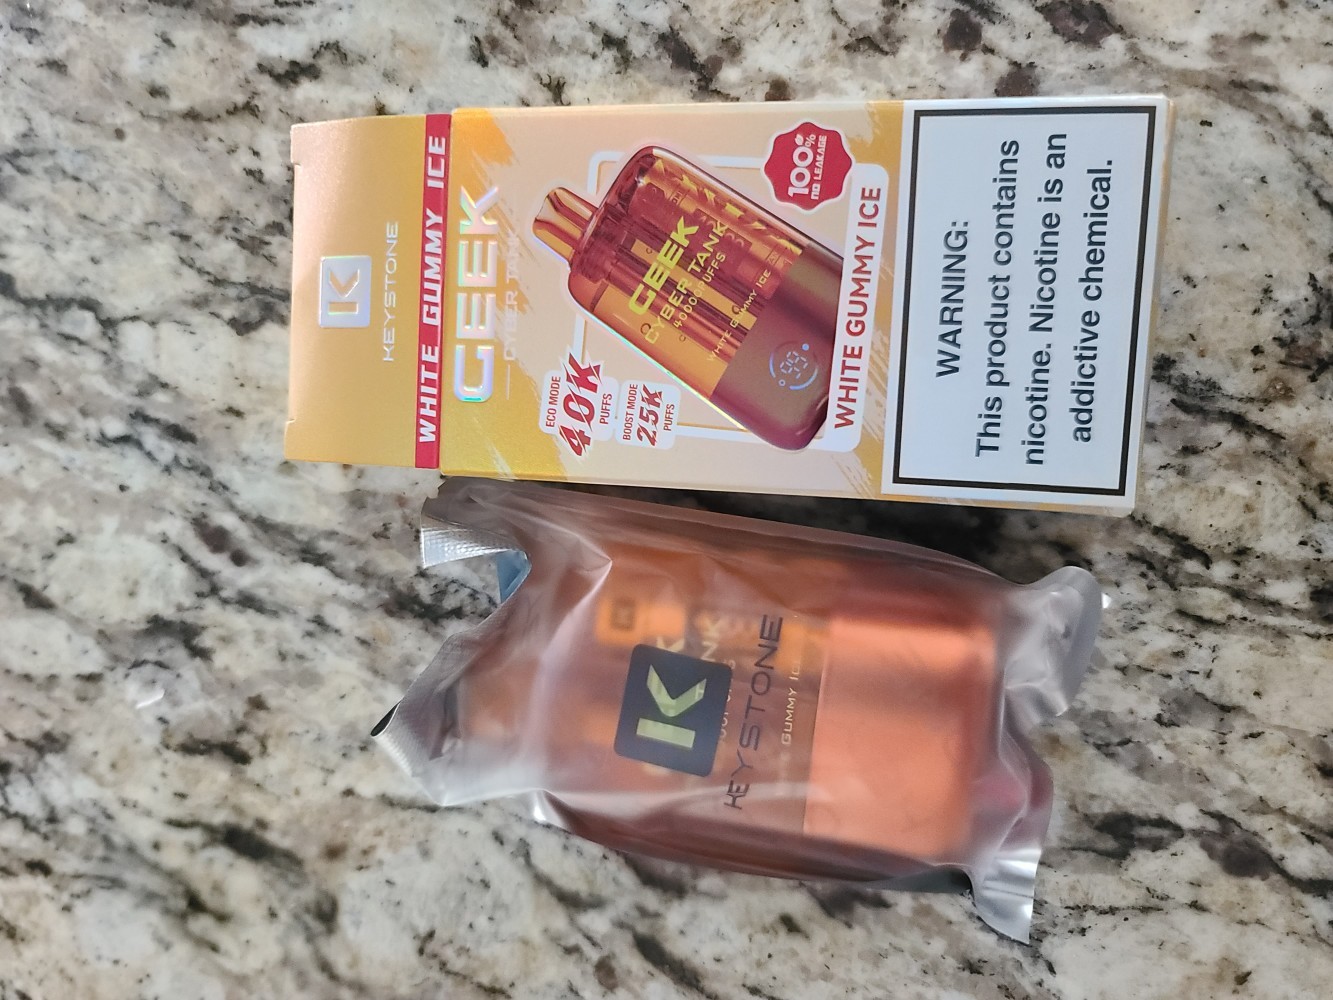 K
KEYSTONE
WHITE GUMMY ICE
GEEK
CYBER TANK
ECO MODE
40K
PUFFS
BOOST MODE
25K
PUFFS
GEEK
CYBER TANK
40000PUFFS
WHITE GUMMY ICE
100%
NO LEAKAGE
WHITE GUMMY ICE
WARNING:
This product contains
nicotine. Nicotine is an
addictive chemical.
K
KEYSTONE
GUMMY ICE